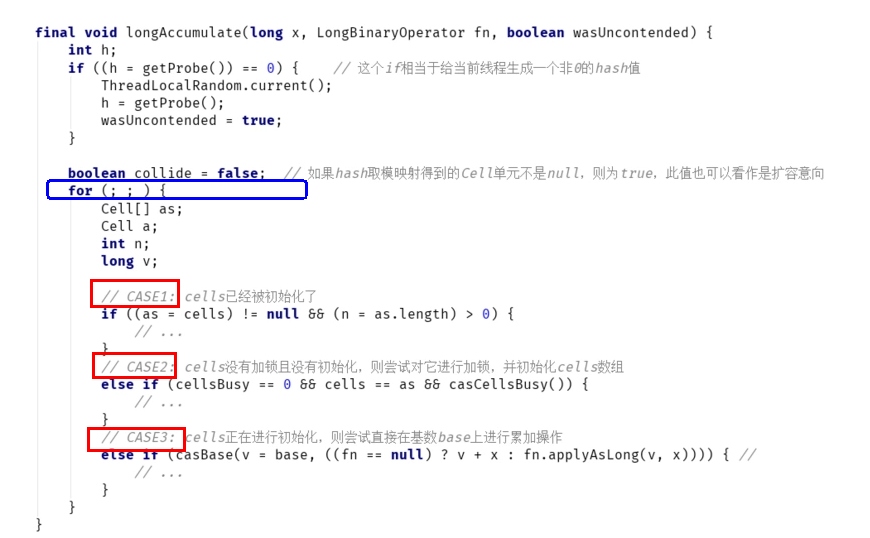 final void longAccumulate(long x, LongBinaryOperator fn, boolean wasUncontended) {
int h;
if ((h = getProbe()) == 0) { // 这个if相当于给当前线程生成一个非0的hash值
ThreadLocalRandom.current();
h = getProbe();
wasUncontended = true;
}
boolean collide = false; // 如果hash取模映射得到的Cell单元不是null，则为true，此值也可以看作是扩容意向
for (; ; ) {
Cell[] as;
Cell a;
int n;
long v;
// CASE1: cells已经被初始化了
if ((as = cells) != null && (n = as.length) > 0) {
// ...
}
// CASE2: cells没有加锁且没有初始化，则尝试对它进行加锁，并初始化cells数组
else if (cellsBusy == 0 && cells == as && casCellsBusy()) {
// ...
}
// CASE3: cells正在进行初始化，则尝试直接在基数base上进行累加操作
else if (casBase(v = base, ((fn == null) ? v + x : fn.applyAsLong(v, x)))) { //
// ...
}
}
}